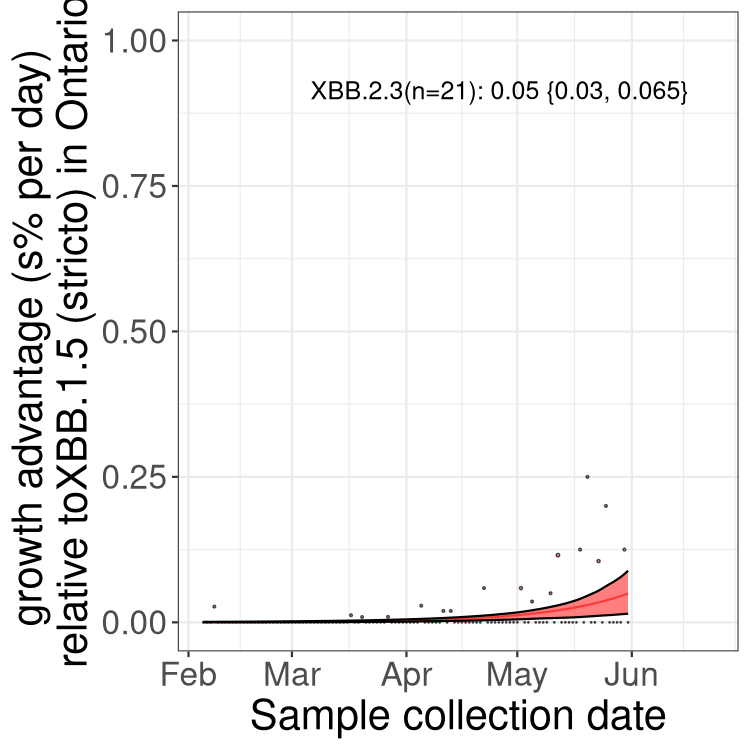 growth advantage (s% per day)
relative toXBB.1.5 (stricto) in Ontario
1.00
0.75
0.50
0.25
0.00
XBB.2.3(n=21): 0.05 {0.03, 0.065}
Feb Mar Apr May Jun
Sample collection date